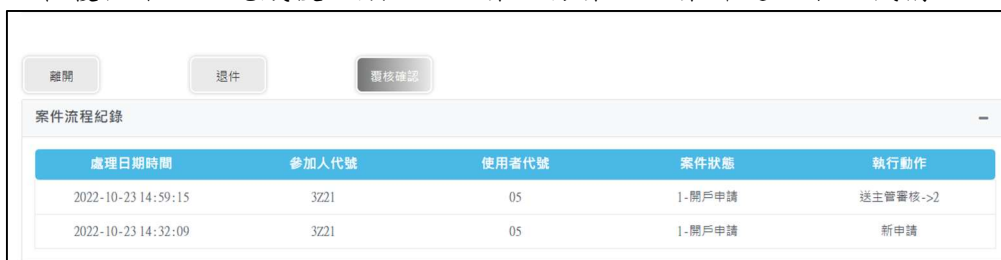 離開 退件 覆核確認
案件流程紀錄
處理日期時間 參加人代號 使用者代號 案件狀態 執行動作
2022-10-23 14:59:15 3Z21 05 1-開戶申請 送主管審核->2
2022-10-23 14:32:09 3Z21 05 1-開戶申請 新申請